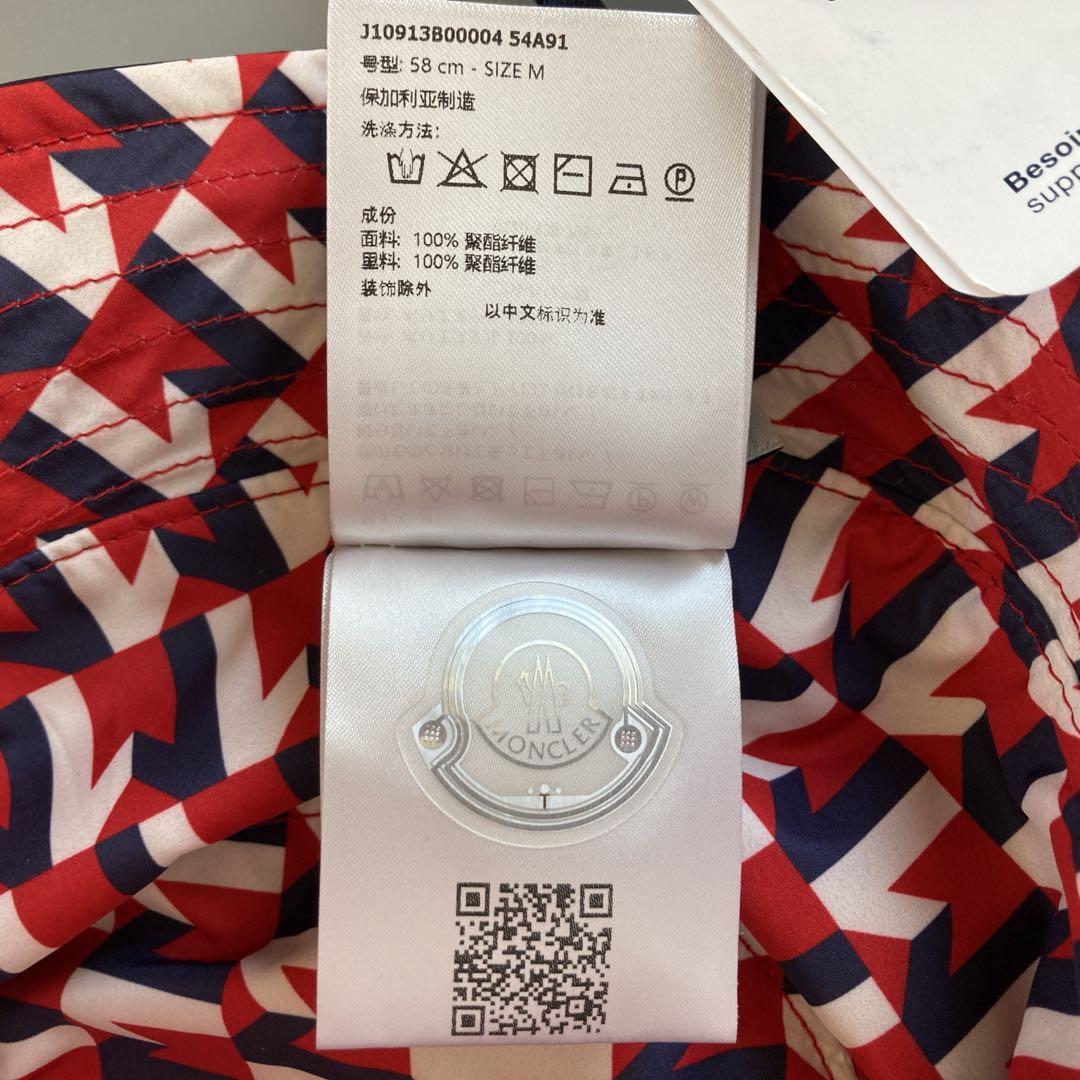 J10913B00004 54A91
号型: 58 cm - SIZE M
保加利亚制造
洗涤方法:
P
成份
面料: 100% 聚酯纤维
里料: 100% 聚酯纤维
装饰除外
以中文标识为准
Besoi
supp
MONCLER
T